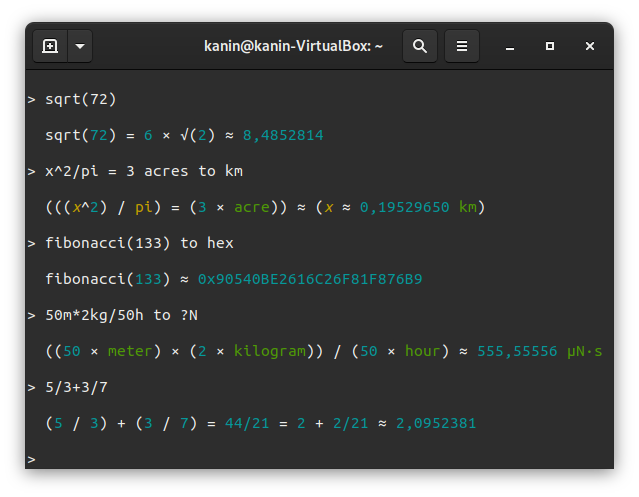 kanin@kanin-VirtualBox: ~
> sqrt(72)
sqrt(72) = 6 × √(2) ≈ 8,4852814
> x^2/pi = 3 acres to km
(((x^2) / pi) = (3 × acre)) ≈ (x ≈ 0,19529650 km)
> fibonacci(133) to hex
fibonacci(133) ≈ 0x90540BE2616C26F81F876B9
> 50m*2kg/50h to ?N
((50 × meter) × (2 × kilogram)) / (50 × hour) ≈ 555,55556 µN·s
> 5/3+3/7
(5 / 3) + (3 / 7) = 44/21 = 2 + 2/21 ≈ 2,0952381
>